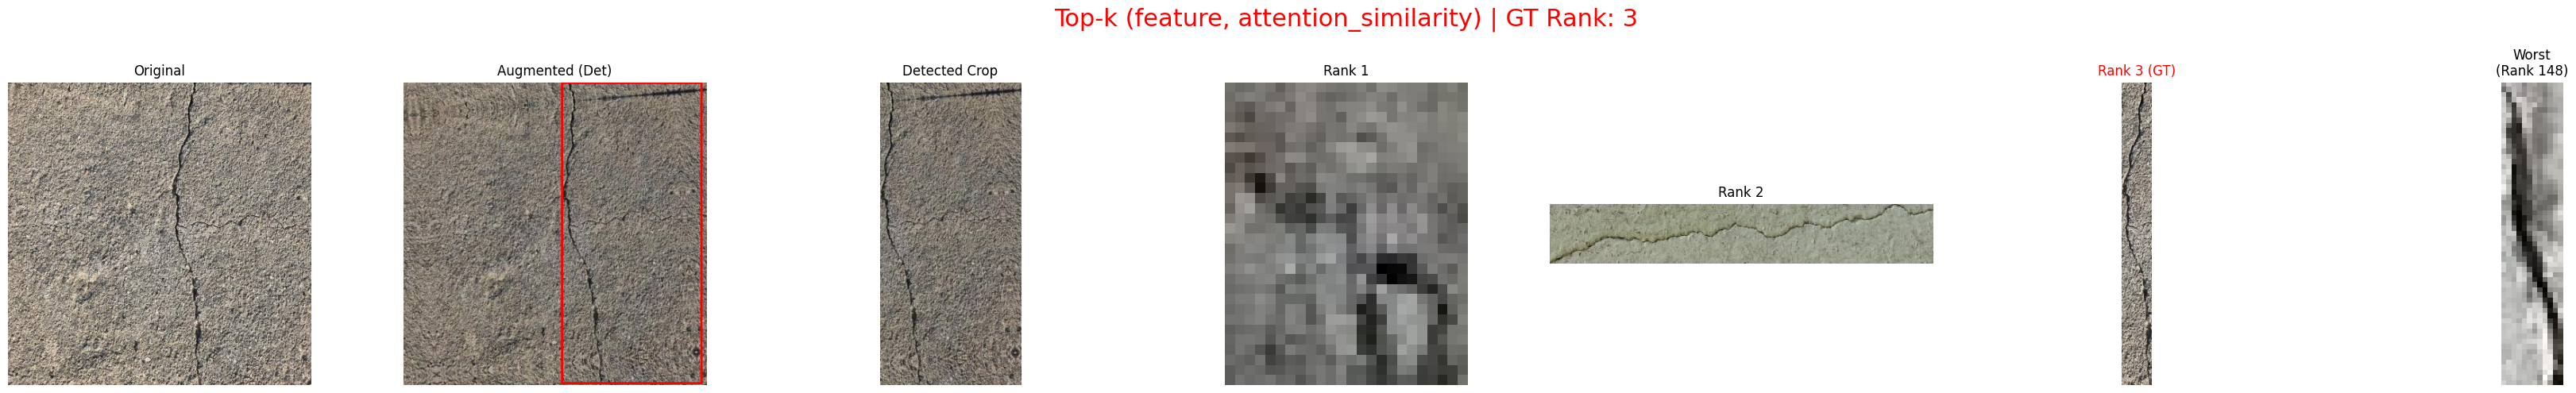 Top-k (feature, attention_similarity) | GT Rank: 3
Original
Augmented (Det)
Detected Crop
Rank 1
Rank 2
Rank 3 (GT)
Worst
(Rank 148)